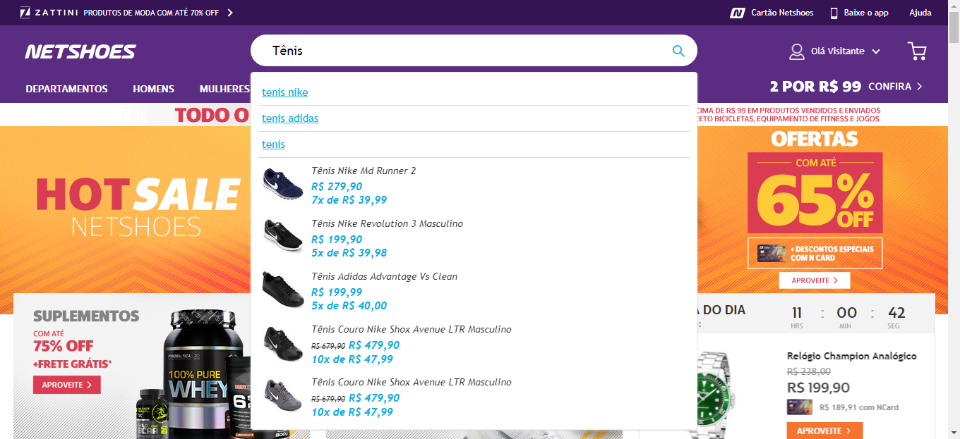 ZATTINI PRODUTOS DE MODA COM ATÉ 70% OFF
Cartão Netshoes
Baixe o app
Ajuda
NETSHOES
Tênis
Olá Visitante
DEPARTAMENTOS
HOMENS
MULHERES
2 POR R$ 99 CONFIRA
tenis nike
tenis adidas
tenis
Tênis Nike Md Runner 2
R$ 279,90
7x de R$ 39,99
Tênis Nike Revolution 3 Masculino
R$ 199,90
5x de R$ 39,98
Tênis Adidas Advantage Vs Clean
R$ 199,99
5x de R$ 40,00
Tênis Couro Nike Shox Avenue LTR Masculino
R$ 679,90 R$ 479,90
10x de R$ 47,99
Tênis Couro Nike Shox Avenue LTR Masculino
R$ 679,90 R$ 479,90
10x de R$ 47,99
TODO O
CIMA DE R$ 99 EM PRODUTOS VENDIDOS E ENVIADOS
ETO BICICLETAS, EQUIPAMENTO DE FITNESS E JOGOS.
HOT SALE
NETSHOES
OFERTAS
COM ATÉ
65% OFF
+ DESCONTOS ESPECIAIS
COM N CARD
APROVEITE
SUPLEMENTOS
COM ATÉ
75% OFF
+FRETE GRÁTIS*
APROVEITE
100% PURE
WHEY
DO DIA
11 : 00 : 42
HRS MIN SEG
Relógio Champion Analógico
R$ 238,00
R$ 199,90
R$ 189,91 com NCard
APROVEITE